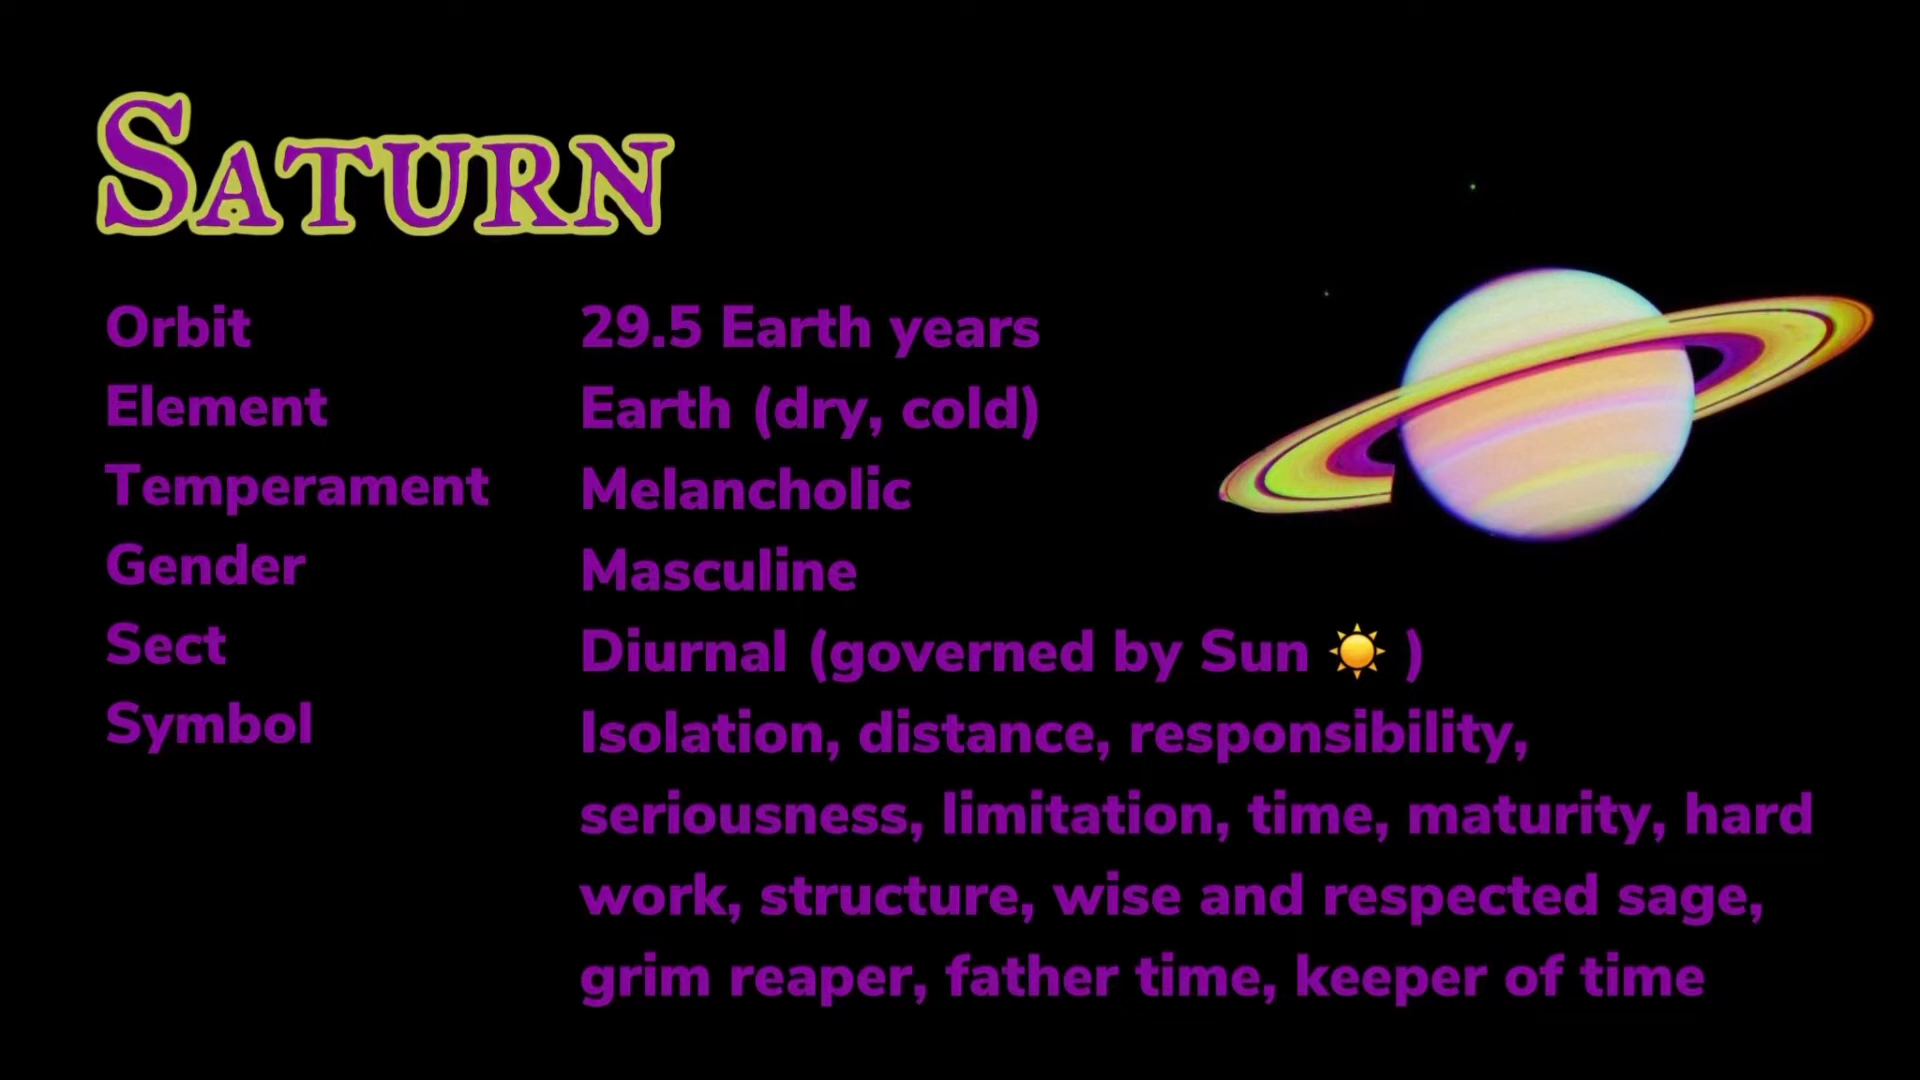 Saturn
Orbit 29.5 Earth years
Element Earth (dry, cold)
Temperament Melancholic
Gender Masculine
Sect Diurnal (governed by Sun ☀️ )
Symbol Isolation, distance, responsibility,
seriousness, limitation, time, maturity, hard
work, structure, wise and respected sage,
grim reaper, father time, keeper of time